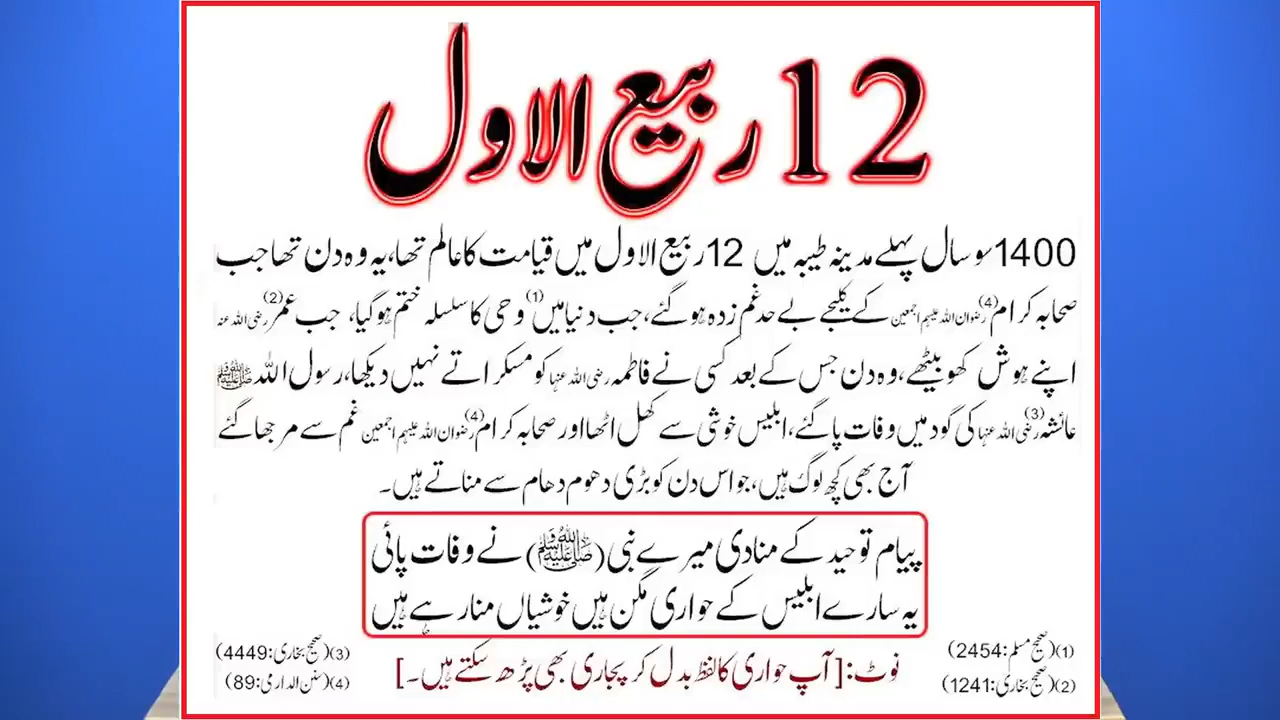 12 ربیع الاول
1400 سو سال پہلے مدینہ طیبہ میں 12 ربیع الاول میں قیامت کا عالم تھا، یہ وہ دن تھا جب
صحابہ کرام(4) رضوان اللہ علیہم اجمعین کے کلیجے بے حد غم زدہ ہو گئے، جب دنیا میں(1) وحی کا سلسلہ ختم ہو گیا، جب عمر(2) رضی اللہ عنہ
اپنے ہوش کھو بیٹھے، وہ دن جس کے بعد کسی نے فاطمہ رضی اللہ عنہا کو مسکراتے نہیں دیکھا، رسول اللہ ﷺ
عائشہ(3) رضی اللہ عنہا کی گود میں وفات پا گئے، ابلیس خوشی سے کھل اٹھا اور صحابہ کرام(4) رضوان اللہ علیہم اجمعین غم سے مرجھا گئے
آج بھی کچھ لوگ ہیں، جو اس دن کو بڑی دھوم دھام سے مناتے ہیں۔
پیام توحید کے منادی میرے نبی (ﷺ) نے وفات پائی
یہ سارے ابلیس کے حواری مگن ہیں خوشیاں منا رہے ہیں
(1) (صحیح مسلم: 2454)
(2) (صحیح بخاری: 1241)
نوٹ: [آپ حواری کا لفظ بدل کر پجاری بھی پڑھ سکتے ہیں۔]
(3) (صحیح بخاری: 4449)
(4) (سنن الدارمی: 89)